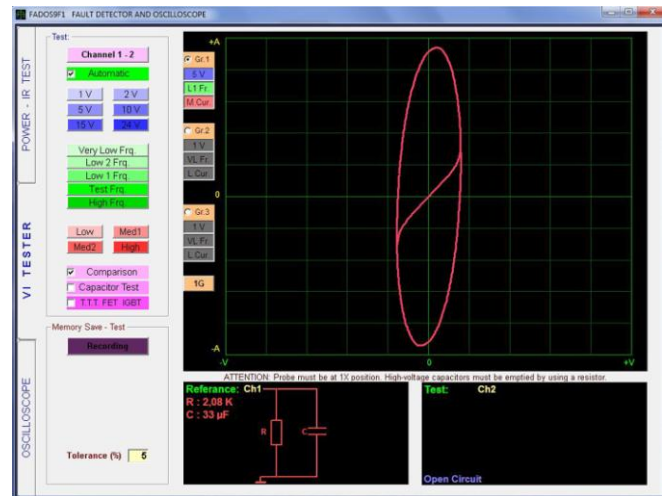 FADOS9F1 FAULT DETECTOR AND OSCILLOSCOPE
POWER - IR TEST
VI TESTER
OSCILLOSCOPE
Test:
Channel 1 - 2
Automatic
1 V 2 V
5 V 10 V
15 V 24 V
Very Low Frq.
Low 2 Frq.
Low 1 Frq.
Test Frq.
High Frq.
Low Med1
Med2 High
Comparison
Capacitor Test
T.T.T. FET IGBT
Memory Save - Test
Recording
Tolerance (%) 5
Gr.1
5 V
L1 Fr.
M Cur.
Gr.2
1 V
VL Fr.
L Cur.
Gr.3
1 V
VL Fr.
L Cur.
1G
+A
0
-A
-V 0 +V
ATTENTION: Probe must be at 1X position. High-voltage capacitors must be emptied by using a resistor.
Referance: Ch1
R : 2,08 K
C : 33 µF
R C
Test: Ch2
Open Circuit